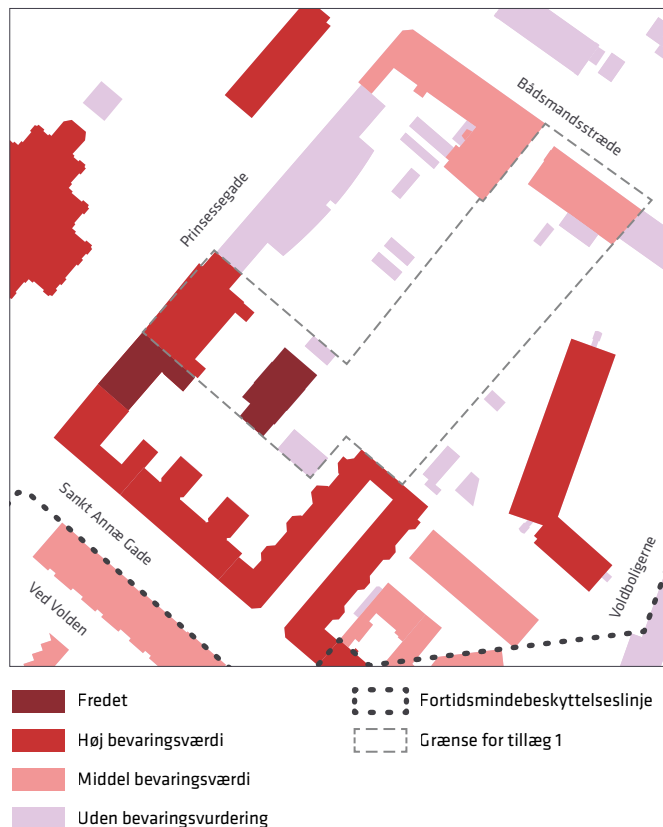 Bådsmandsstræde
Prinsessegade
Sankt Annæ Gade
Ved Volden
Voldboligerne
Fredet
Høj bevaringsværdi
Middel bevaringsværdi
Uden bevaringsvurdering
Fortidsmindebeskyttelseslinje
Grænse for tillæg 1